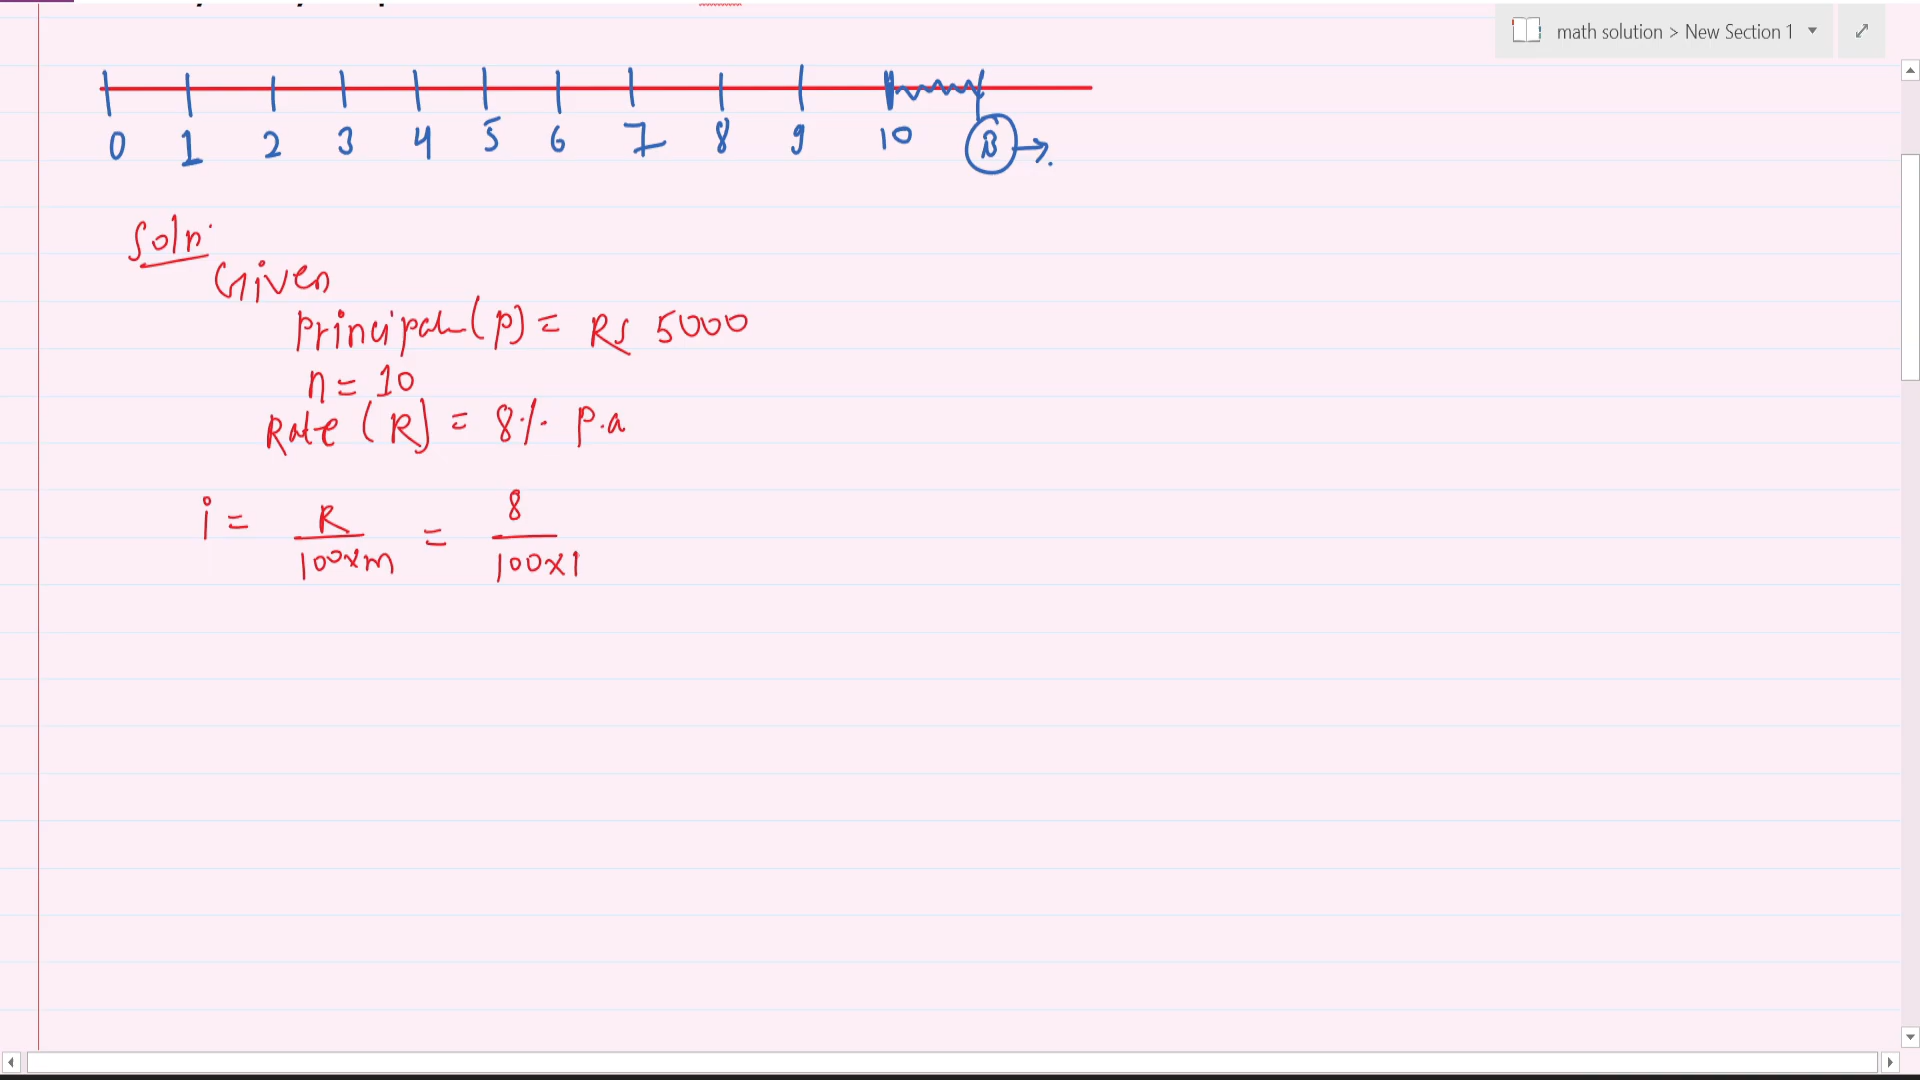 math solution > New Section 1
0 1 2 3 4 5 6 7 8 9 10 B →
Soln
Given
Principal (P) = Rs 5000
n = 10
Rate (R) = 8% p.a
i = R / 100×m = 8 / 100×1